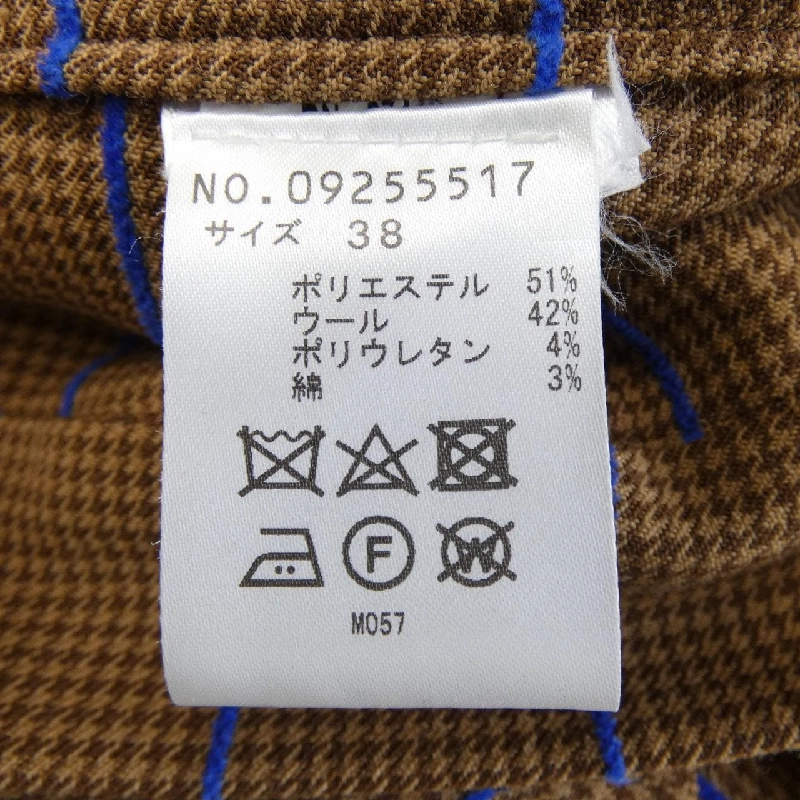 NO.09255517
サイズ 38
ポリエステル 51%
ウール 42%
ポリウレタン 4%
綿 3%
F W
M057